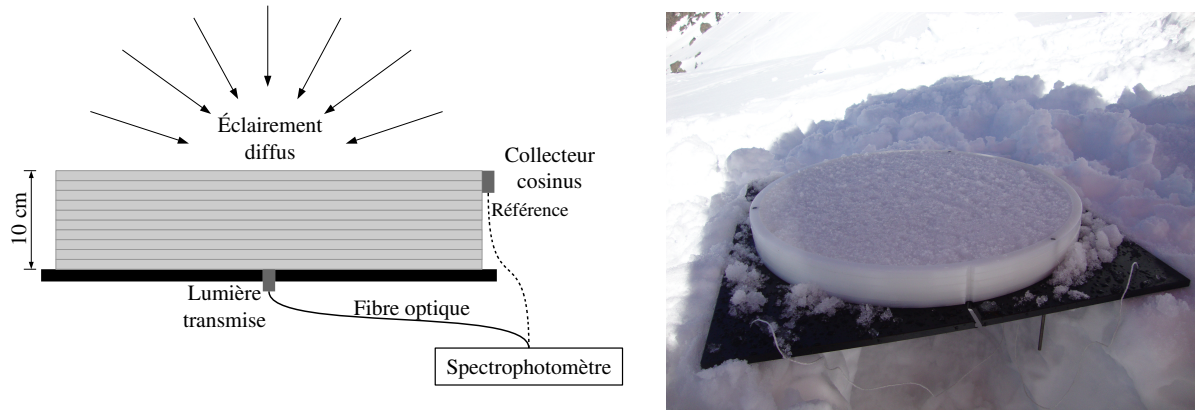 Éclairement
diffus
Collecteur
cosinus
Référence
10 cm
Lumière
transmise
Fibre optique
Spectrophotomètre